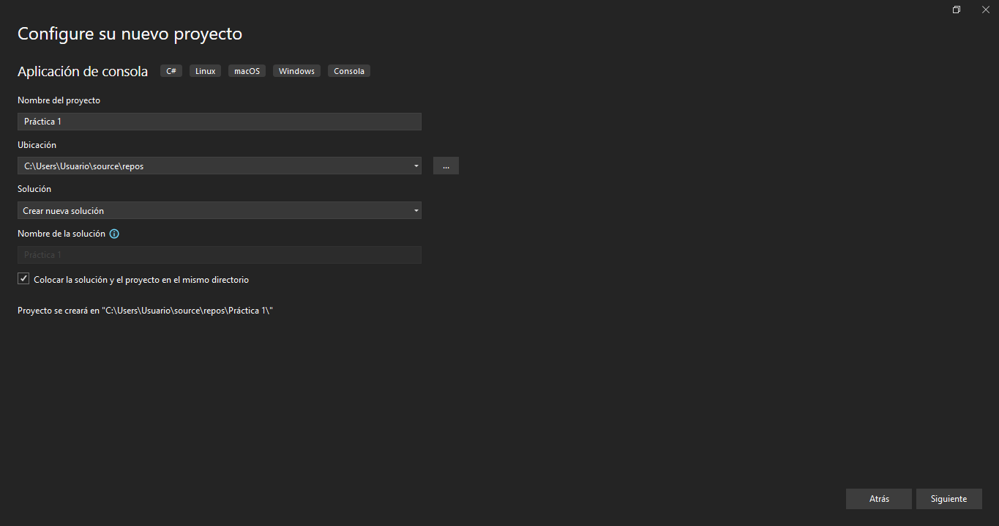 Configure su nuevo proyecto
Aplicación de consola C# Linux macOS Windows Consola
Nombre del proyecto
Práctica 1
Ubicación
C:\Users\Usuario\source\repos
...
Solución
Crear nueva solución
Nombre de la solución
Práctica 1
Colocar la solución y el proyecto en el mismo directorio
Proyecto se creará en "C:\Users\Usuario\source\repos\Práctica 1\"
Atrás Siguiente